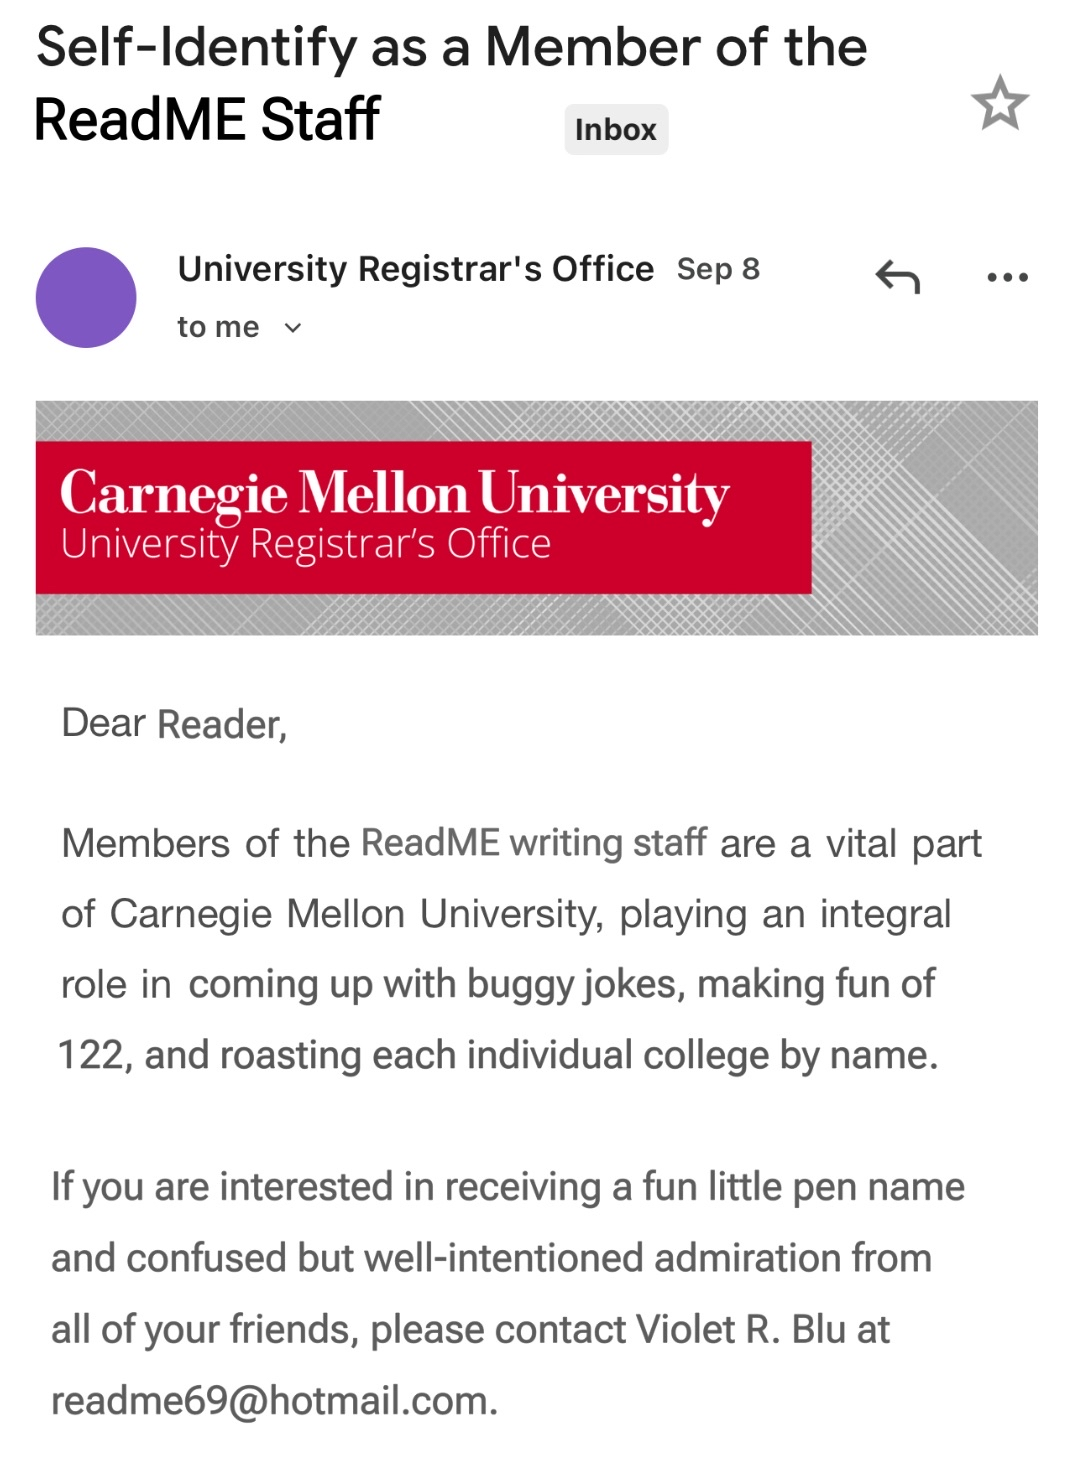 Self-Identify as a Member of the
ReadME Staff
Inbox
University Registrar's Office Sep 8
to me
Carnegie Mellon University
University Registrar's Office
Dear Reader,
Members of the ReadME writing staff are a vital part
of Carnegie Mellon University, playing an integral
role in coming up with buggy jokes, making fun of
122, and roasting each individual college by name.
If you are interested in receiving a fun little pen name
and confused but well-intentioned admiration from
all of your friends, please contact Violet R. Blu at
readme69@hotmail.com.